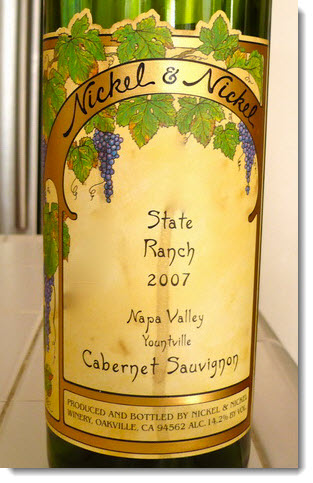 Nickel & Nickel
State
Ranch
2007
Napa Valley
Yountville
Cabernet Sauvignon
PRODUCED AND BOTTLED BY NICKEL & NICKEL
WINERY, OAKVILLE, CA 94562 ALC. 14.2% BY VOL.